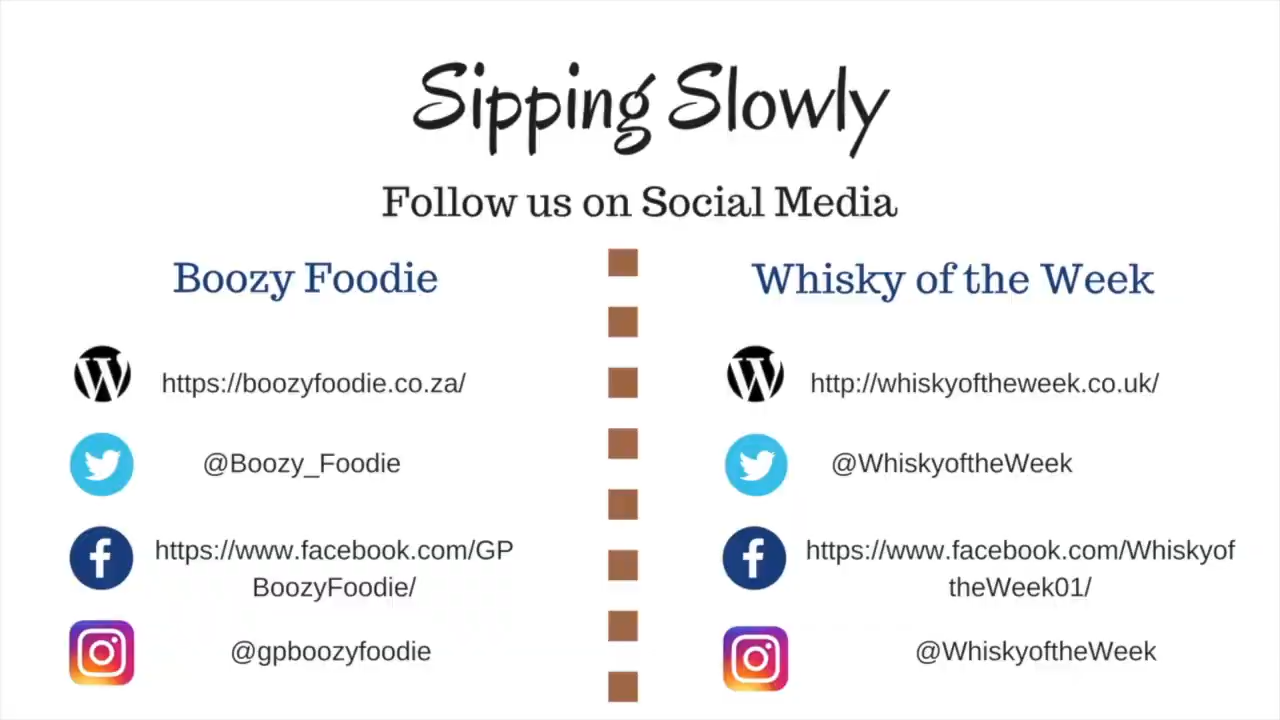 Sipping Slowly
Follow us on Social Media
Boozy Foodie
https://boozyfoodie.co.za/
@Boozy_Foodie
https://www.facebook.com/GP
BoozyFoodie/
@gpboozyfoodie
Whisky of the Week
http://whiskyoftheweek.co.uk/
@WhiskyoftheWeek
https://www.facebook.com/Whiskyof
theWeek01/
@WhiskyoftheWeek